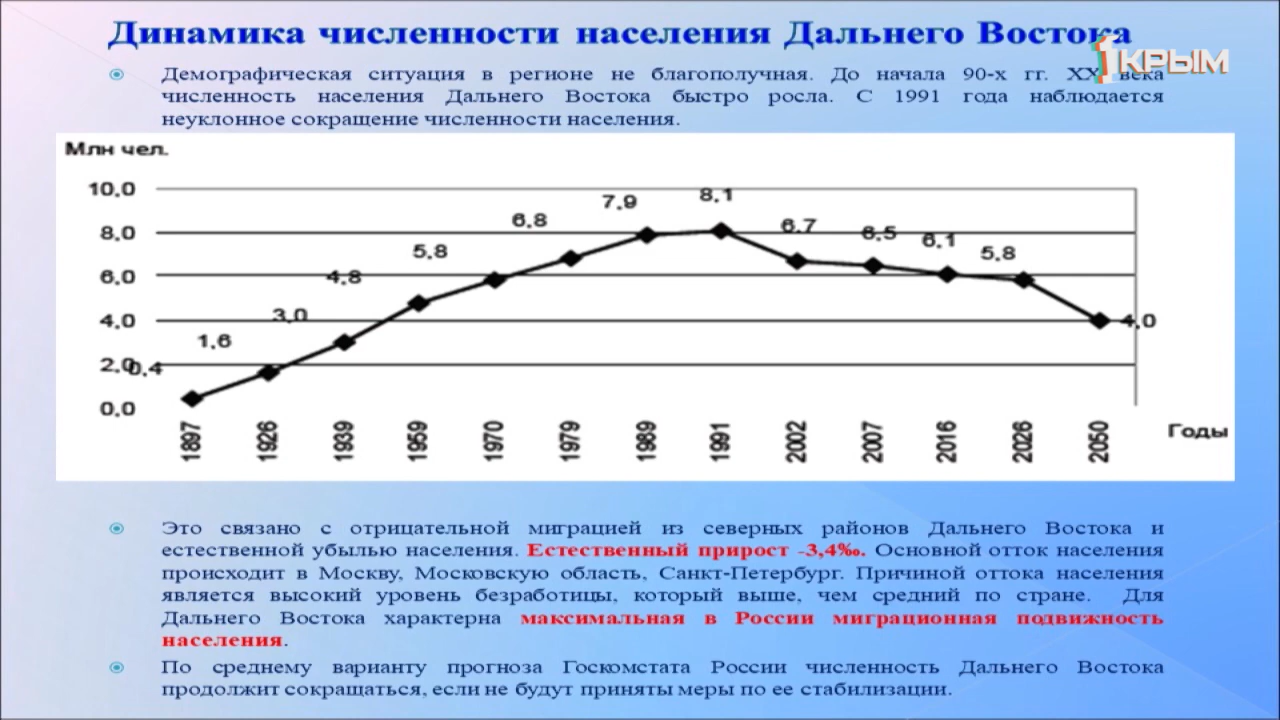 Динамика численности населения Дальнего Востока
1КРЫМ
Демографическая ситуация в регионе не благополучная. До начала 90-х гг. XX века
численность населения Дальнего Востока быстро росла. С 1991 года наблюдается
неуклонное сокращение численности населения.
Млн чел.
10,0
8,0
6,0
4,0
2,0
0,0
0,4
1,6
3,0
4,8
5,8
6,8
7,9
8,1
6,7
6,5
6,1
5,8
4,0
1897
1926
1939
1959
1970
1979
1989
1991
2002
2007
2016
2026
2050
Годы
Это связано с отрицательной миграцией из северных районов Дальнего Востока и
естественной убылью населения. Естественный прирост -3,4‰. Основной отток населения
происходит в Москву, Московскую область, Санкт-Петербург. Причиной оттока населения
является высокий уровень безработицы, который выше, чем средний по стране. Для
Дальнего Востока характерна максимальная в России миграционная подвижность
населения.
По среднему варианту прогноза Госкомстата России численность Дальнего Востока
продолжит сокращаться, если не будут приняты меры по ее стабилизации.